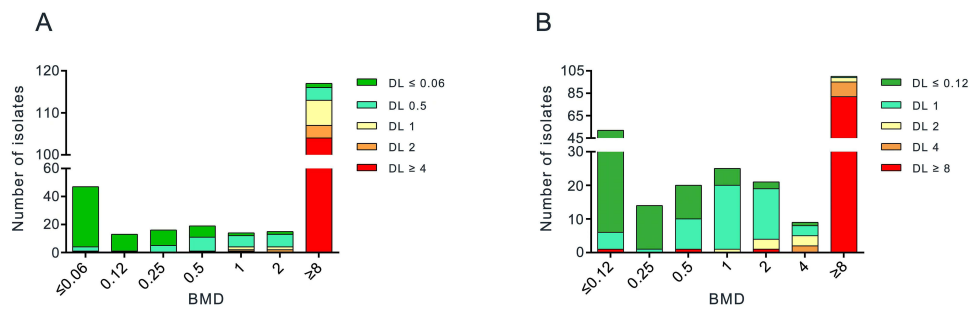 A
Number of isolates
120
110
100
60
40
20
0
≤0.06
0.12
0.25
0.5
1
2
≥8
BMD
DL ≤ 0.06
DL 0.5
DL 1
DL 2
DL ≥ 4
B
Number of isolates
105
85
65
45
30
20
10
0
≤0.12
0.25
0.5
1
2
4
≥8
BMD
DL ≤ 0.12
DL 1
DL 2
DL 4
DL ≥ 8